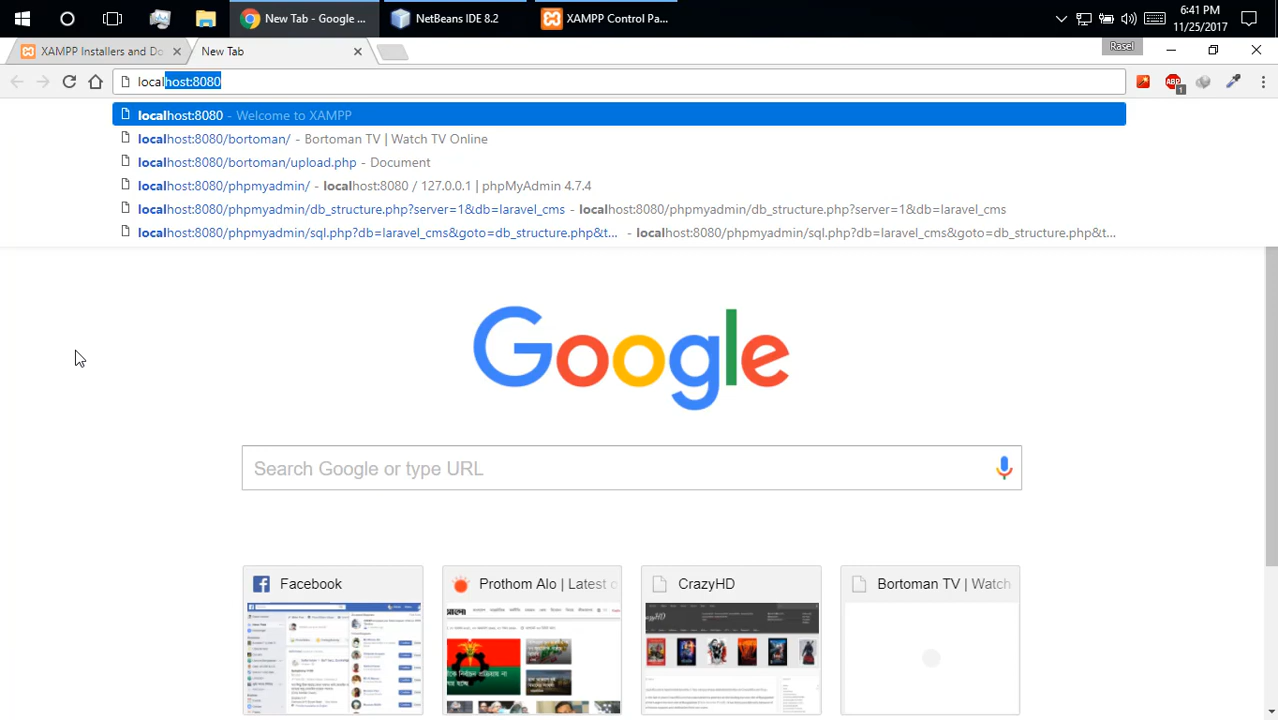 New Tab - Google ...
NetBeans IDE 8.2
XAMPP Control Pa...
6:41 PM
11/25/2017
XAMPP Installers and Do
New Tab
Rasel
localhost:8080
ABP
1
localhost:8080 - Welcome to XAMPP
localhost:8080/bortoman/ - Bortoman TV | Watch TV Online
localhost:8080/bortoman/upload.php - Document
localhost:8080/phpmyadmin/ - localhost:8080 / 127.0.0.1 | phpMyAdmin 4.7.4
localhost:8080/phpmyadmin/db_structure.php?server=1&db=laravel_cms - localhost:8080/phpmyadmin/db_structure.php?server=1&db=laravel_cms
localhost:8080/phpmyadmin/sql.php?db=laravel_cms&goto=db_structure.php&t... - localhost:8080/phpmyadmin/sql.php?db=laravel_cms&goto=db_structure.php&t...
Google
Search Google or type URL
Facebook
Prothom Alo | Latest o
CrazyHD
Bortoman TV | Watch